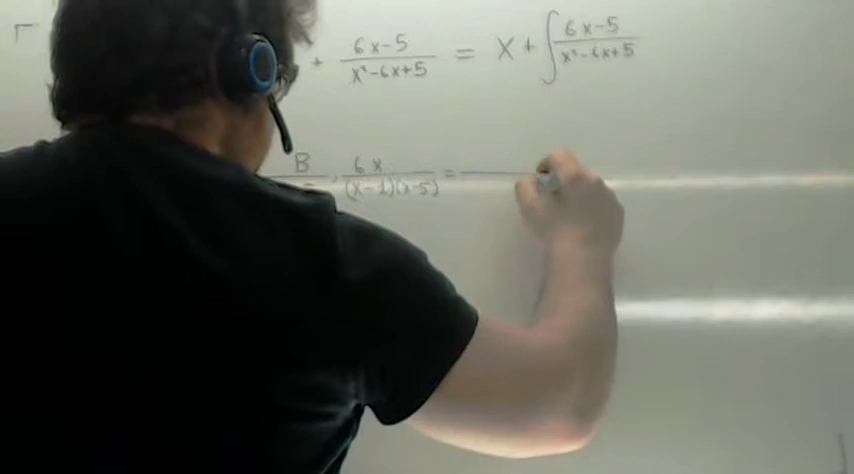 + (6x-5)/(x²-6x+5) = x + ∫ (6x-5)/(x²-6x+5)
B 6x/(x-1)(x-5) =